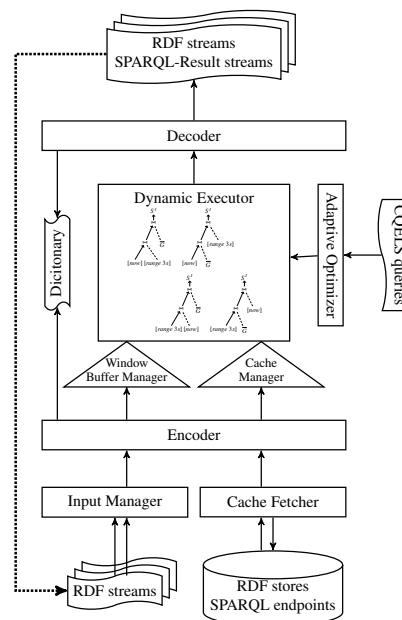 RDF streams
SPARQL-Result streams
Decoder
Dynamic Executor
S^t
S^t
⋈
⋈
⋈
G
⋈
[range 3s]
[now] [range 3s]
[now]
G
S^t
S^t
⋈
⋈
⋈
G
⋈
[now]
[range 3s] [now]
[range 3s]
G
Dicitonary
Adaptive Optimizer
CQELS queries
Window
Buffer Manager
Cache
Manager
Encoder
Input Manager
Cache Fetcher
RDF streams
RDF stores
SPARQL endpoints